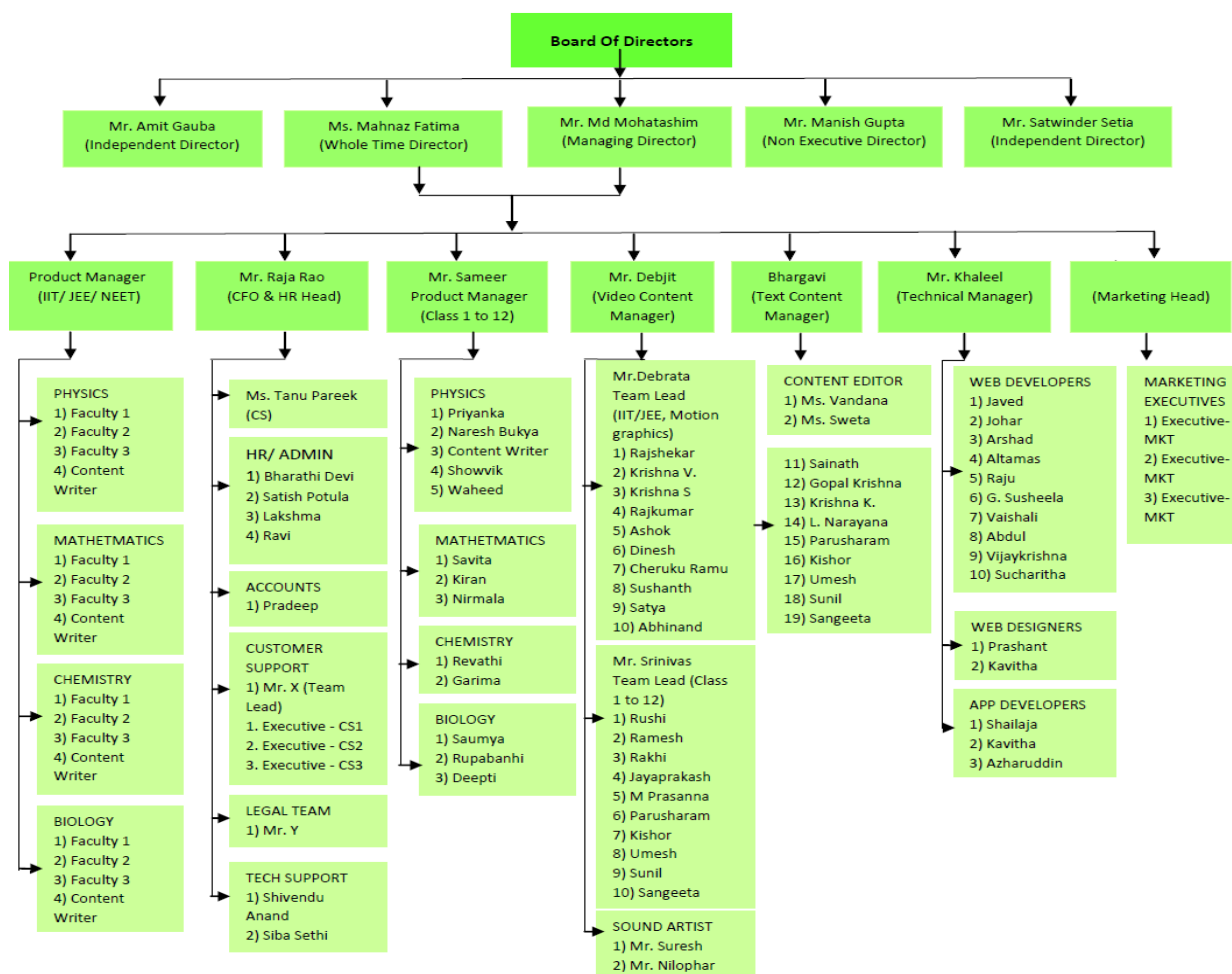 Board Of Directors
Mr. Amit Gauba
(Independent Director)
Ms. Mahnaz Fatima
(Whole Time Director)
Mr. Md Mohatashim
(Managing Director)
Mr. Manish Gupta
(Non Executive Director)
Mr. Satwinder Setia
(Independent Director)
Product Manager
(IIT/ JEE/ NEET)
Mr. Raja Rao
(CFO & HR Head)
Mr. Sameer
Product Manager
(Class 1 to 12)
Mr. Debjit
(Video Content
Manager)
Bhargavi
(Text Content
Manager)
Mr. Khaleel
(Technical Manager)
(Marketing Head)
PHYSICS
1) Faculty 1
2) Faculty 2
3) Faculty 3
4) Content
Writer
MATHETMATICS
1) Faculty 1
2) Faculty 2
3) Faculty 3
4) Content
Writer
CHEMISTRY
1) Faculty 1
2) Faculty 2
3) Faculty 3
4) Content
Writer
BIOLOGY
1) Faculty 1
2) Faculty 2
3) Faculty 3
4) Content
Writer
Ms. Tanu Pareek
(CS)
HR/ ADMIN
1) Bharathi Devi
2) Satish Potula
3) Lakshma
4) Ravi
ACCOUNTS
1) Pradeep
CUSTOMER
SUPPORT
1) Mr. X (Team
Lead)
1. Executive - CS1
2. Executive - CS2
3. Executive - CS3
LEGAL TEAM
1) Mr. Y
TECH SUPPORT
1) Shivendu
Anand
2) Siba Sethi
PHYSICS
1) Priyanka
2) Naresh Bukya
3) Content Writer
4) Showvik
5) Waheed
MATHETMATICS
1) Savita
2) Kiran
3) Nirmala
CHEMISTRY
1) Revathi
2) Garima
BIOLOGY
1) Saumya
2) Rupabanhi
3) Deepti
Mr.Debrata
Team Lead
(IIT/JEE, Motion
graphics)
1) Rajshekar
2) Krishna V.
3) Krishna S
4) Rajkumar
5) Ashok
6) Dinesh
7) Cheruku Ramu
8) Sushanth
9) Satya
10) Abhinand
Mr. Srinivas
Team Lead (Class
1 to 12)
1) Rushi
2) Ramesh
3) Rakhi
4) Jayaprakash
5) M Prasanna
6) Parusharam
7) Kishor
8) Umesh
9) Sunil
10) Sangeeta
SOUND ARTIST
1) Mr. Suresh
2) Mr. Nilophar
CONTENT EDITOR
1) Ms. Vandana
2) Ms. Sweta
11) Sainath
12) Gopal Krishna
13) Krishna K.
14) L. Narayana
15) Parusharam
16) Kishor
17) Umesh
18) Sunil
19) Sangeeta
WEB DEVELOPERS
1) Javed
2) Johar
3) Arshad
4) Altamas
5) Raju
6) G. Susheela
7) Vaishali
8) Abdul
9) Vijaykrishna
10) Sucharitha
WEB DESIGNERS
1) Prashant
2) Kavitha
APP DEVELOPERS
1) Shailaja
2) Kavitha
3) Azharuddin
MARKETING
EXECUTIVES
1) Executive-
MKT
2) Executive-
MKT
3) Executive-
MKT